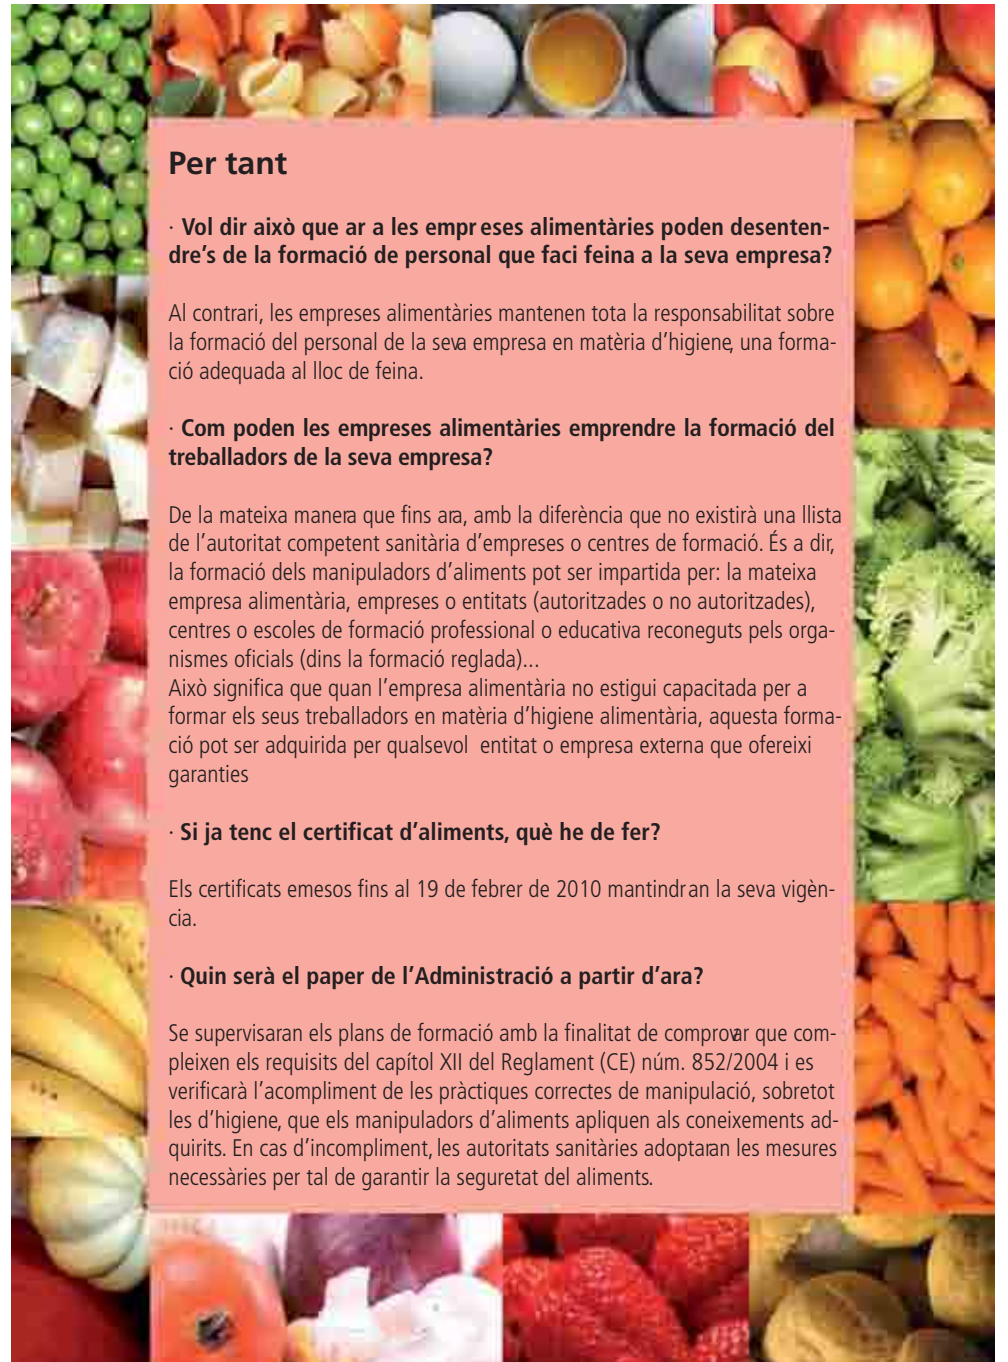 Per tant
· Vol dir això que ar a les empr eses alimentàries poden desenten-
dre’s de la formació de personal que faci feina a la seva empresa?
Al contrari, les empreses alimentàries mantenen tota la responsabilitat sobre
la formació del personal de la seva empresa en matèria d’higiene, una forma-
ció adequada al lloc de feina.
· Com poden les empreses alimentàries emprendre la formació del
treballadors de la seva empresa?
De la mateixa manera que fins ara, amb la diferència que no existirà una llista
de l’autoritat competent sanitària d’empreses o centres de formació. És a dir,
la formació dels manipuladors d’aliments pot ser impartida per: la mateixa
empresa alimentària, empreses o entitats (autoritzades o no autoritzades),
centres o escoles de formació professional o educativa reconeguts pels orga-
nismes oficials (dins la formació reglada)...
Això significa que quan l’empresa alimentària no estigui capacitada per a
formar els seus treballadors en matèria d’higiene alimentària, aquesta forma-
ció pot ser adquirida per qualsevol entitat o empresa externa que ofereixi
garanties
· Si ja tenc el certificat d’aliments, què he de fer?
Els certificats emesos fins al 19 de febrer de 2010 mantindran la seva vigèn-
cia.
· Quin serà el paper de l’Administració a partir d’ara?
Se supervisaran els plans de formació amb la finalitat de comprovar que com-
pleixen els requisits del capítol XII del Reglament (CE) núm. 852/2004 i es
verificarà l’acompliment de les pràctiques correctes de manipulació, sobretot
les d’higiene, que els manipuladors d’aliments apliquen als coneixements ad-
quirits. En cas d’incompliment, les autoritats sanitàries adoptaran les mesures
necessàries per tal de garantir la seguretat del aliments.